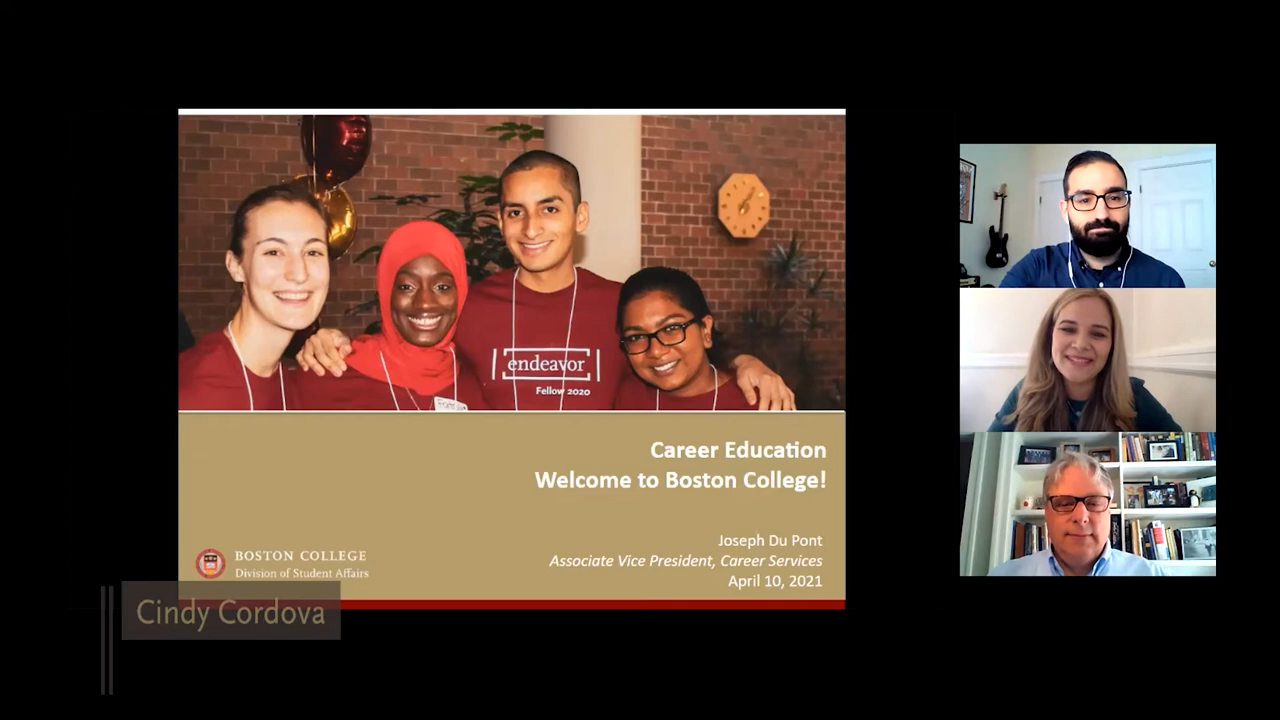 endeavor
Fellow 2020
Career Education
Welcome to Boston College!
Joseph Du Pont
Associate Vice President, Career Services
April 10, 2021
BOSTON COLLEGE
Division of Student Affairs
Cindy Cordova